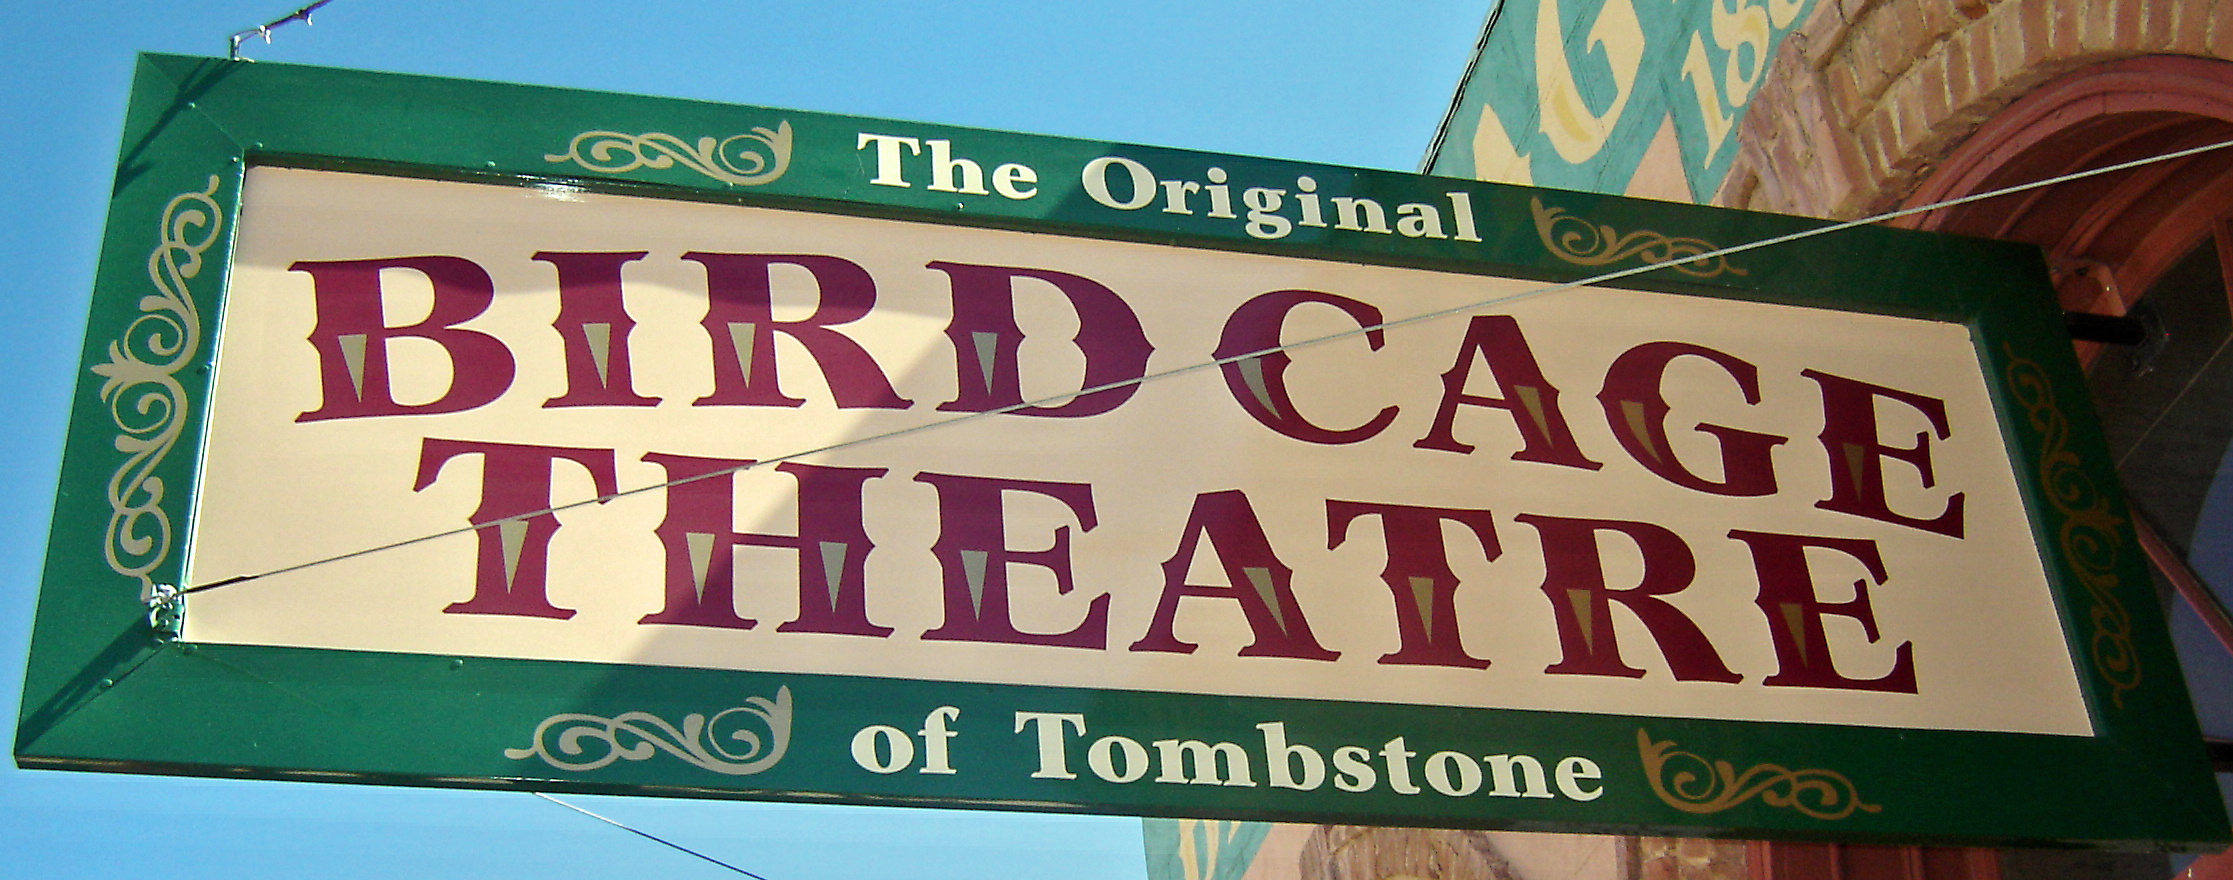 The Original
BIRD CAGE
THEATRE
of Tombstone